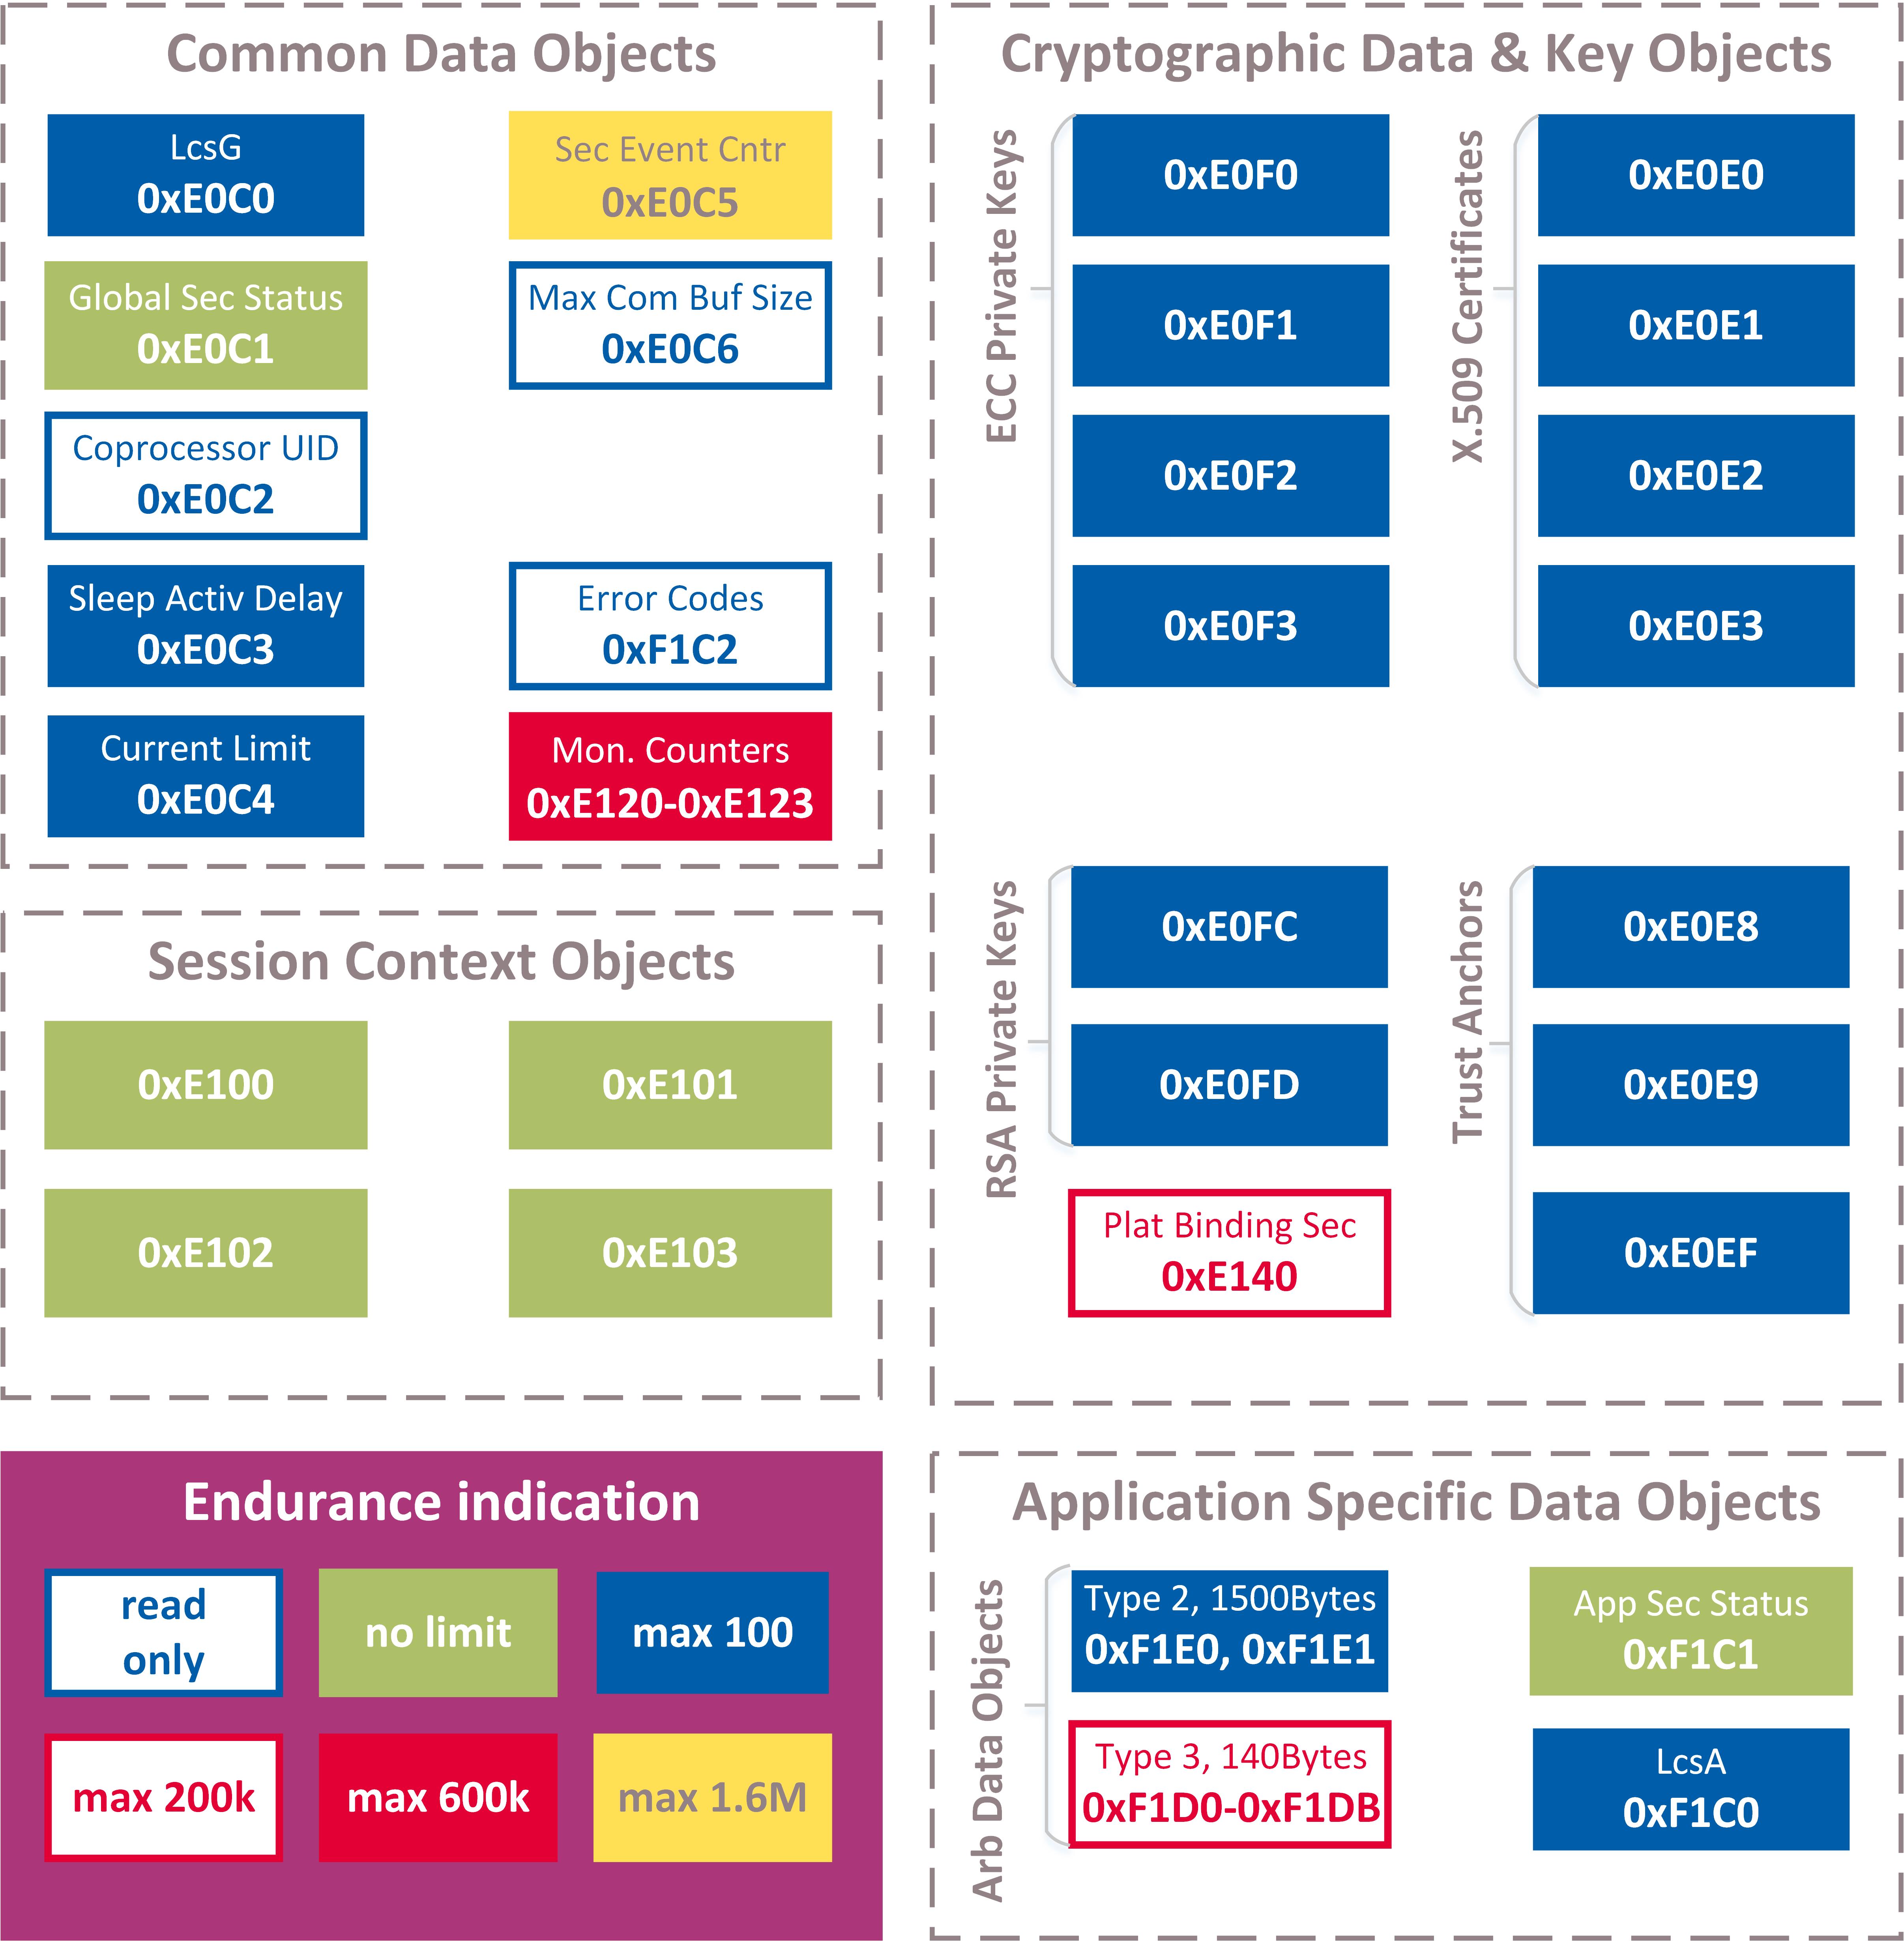 Common Data Objects
LcsG
0xE0C0
Sec Event Cntr
0xE0C5
Global Sec Status
0xE0C1
Max Com Buf Size
0xE0C6
Coprocessor UID
0xE0C2
Sleep Activ Delay
0xE0C3
Error Codes
0xF1C2
Current Limit
0xE0C4
Mon. Counters
0xE120-0xE123
Session Context Objects
0xE100
0xE101
0xE102
0xE103
Endurance indication
read
only
no limit
max 100
max 200k
max 600k
max 1.6M
Cryptographic Data & Key Objects
ECC Private Keys
0xE0F0
0xE0F1
0xE0F2
0xE0F3
X.509 Certificates
0xE0E0
0xE0E1
0xE0E2
0xE0E3
RSA Private Keys
0xE0FC
0xE0FD
Plat Binding Sec
0xE140
Trust Anchors
0xE0E8
0xE0E9
0xE0EF
Application Specific Data Objects
Arb Data Objects
Type 2, 1500Bytes
0xF1E0, 0xF1E1
Type 3, 140Bytes
0xF1D0-0xF1DB
App Sec Status
0xF1C1
LcsA
0xF1C0